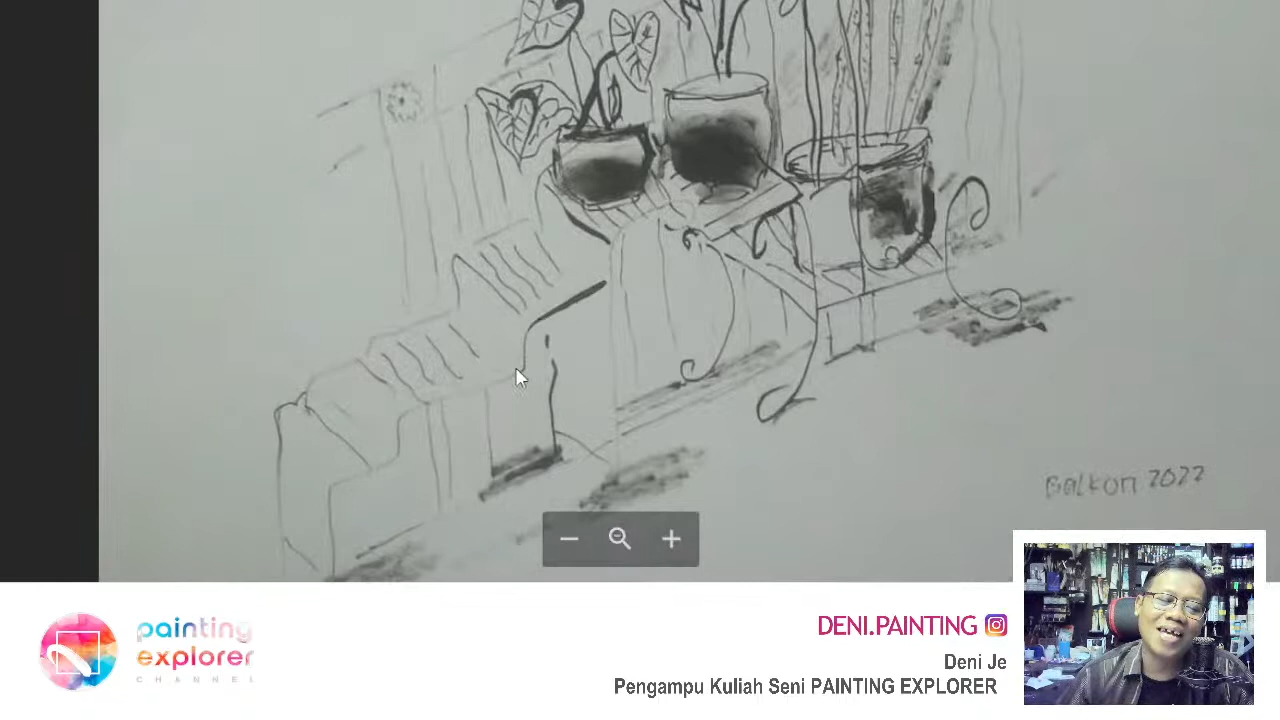 Balkon 2022
painting
explorer
CHANNEL
DENI.PAINTING
Deni Je
Pengampu Kuliah Seni PAINTING EXPLORER